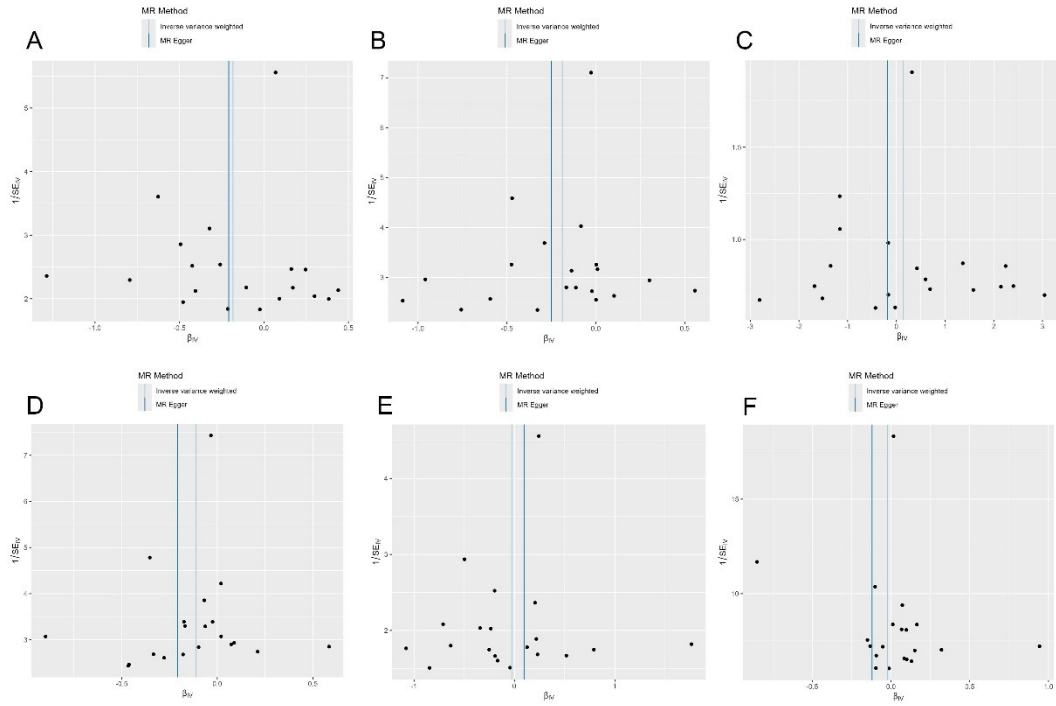 MR Method
Inverse variance weighted
MR Egger
A
5
4
3
2
1/SE_IV
-1.0
-0.5
0.0
0.5
β_IV
MR Method
Inverse variance weighted
MR Egger
B
7
6
5
4
3
2
1/SE_IV
-1.0
-0.5
0.0
0.5
β_IV
MR Method
Inverse variance weighted
MR Egger
C
1.5
1.0
1/SE_IV
-3
-2
-1
0
1
2
3
β_IV
MR Method
Inverse variance weighted
MR Egger
D
7
6
5
4
3
1/SE_IV
-0.5
0.0
0.5
β_IV
MR Method
Inverse variance weighted
MR Egger
E
4
3
2
1/SE_IV
-1
0
1
β_IV
MR Method
Inverse variance weighted
MR Egger
F
15
10
1/SE_IV
-0.5
0.0
0.5
1.0
β_IV